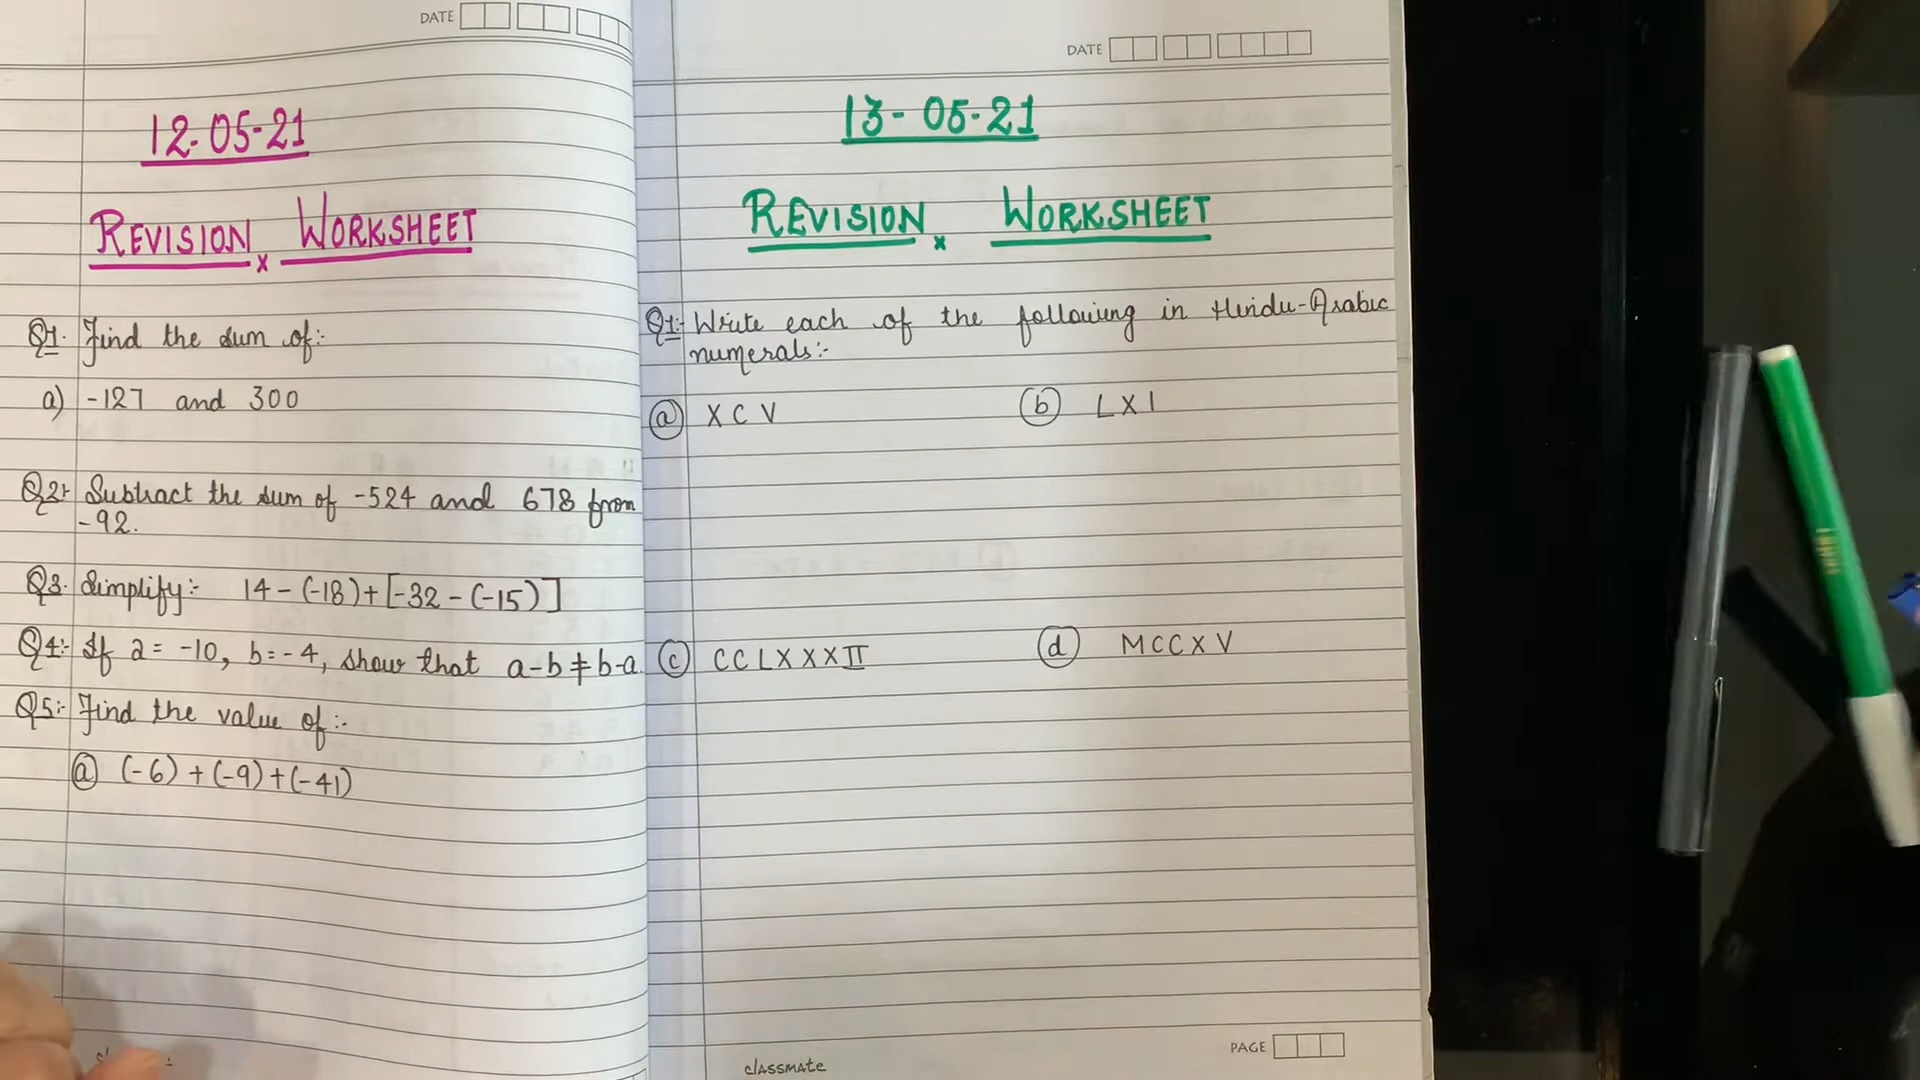 DATE
12-05-21
REVISION x WORKSHEET
Q1. Find the sum of:-
a) -127 and 300
Q2:- Subtract the sum of -524 and 678 from
-92.
Q3. Simplify:- 14-(-18)+[-32-(-15)]
Q4:- If a= -10, b=-4, show that a-b≠b-a
Q5:- Find the value of:-
(a) (-6)+(-9)+(-41)
DATE
13-05-21
REVISION x WORKSHEET
Q1:- Write each of the following in Hindu-Arabic
numerals:-
(a) XCV (b) LXI
(c) CCLXXXII (d) MCCXV
classmate
PAGE